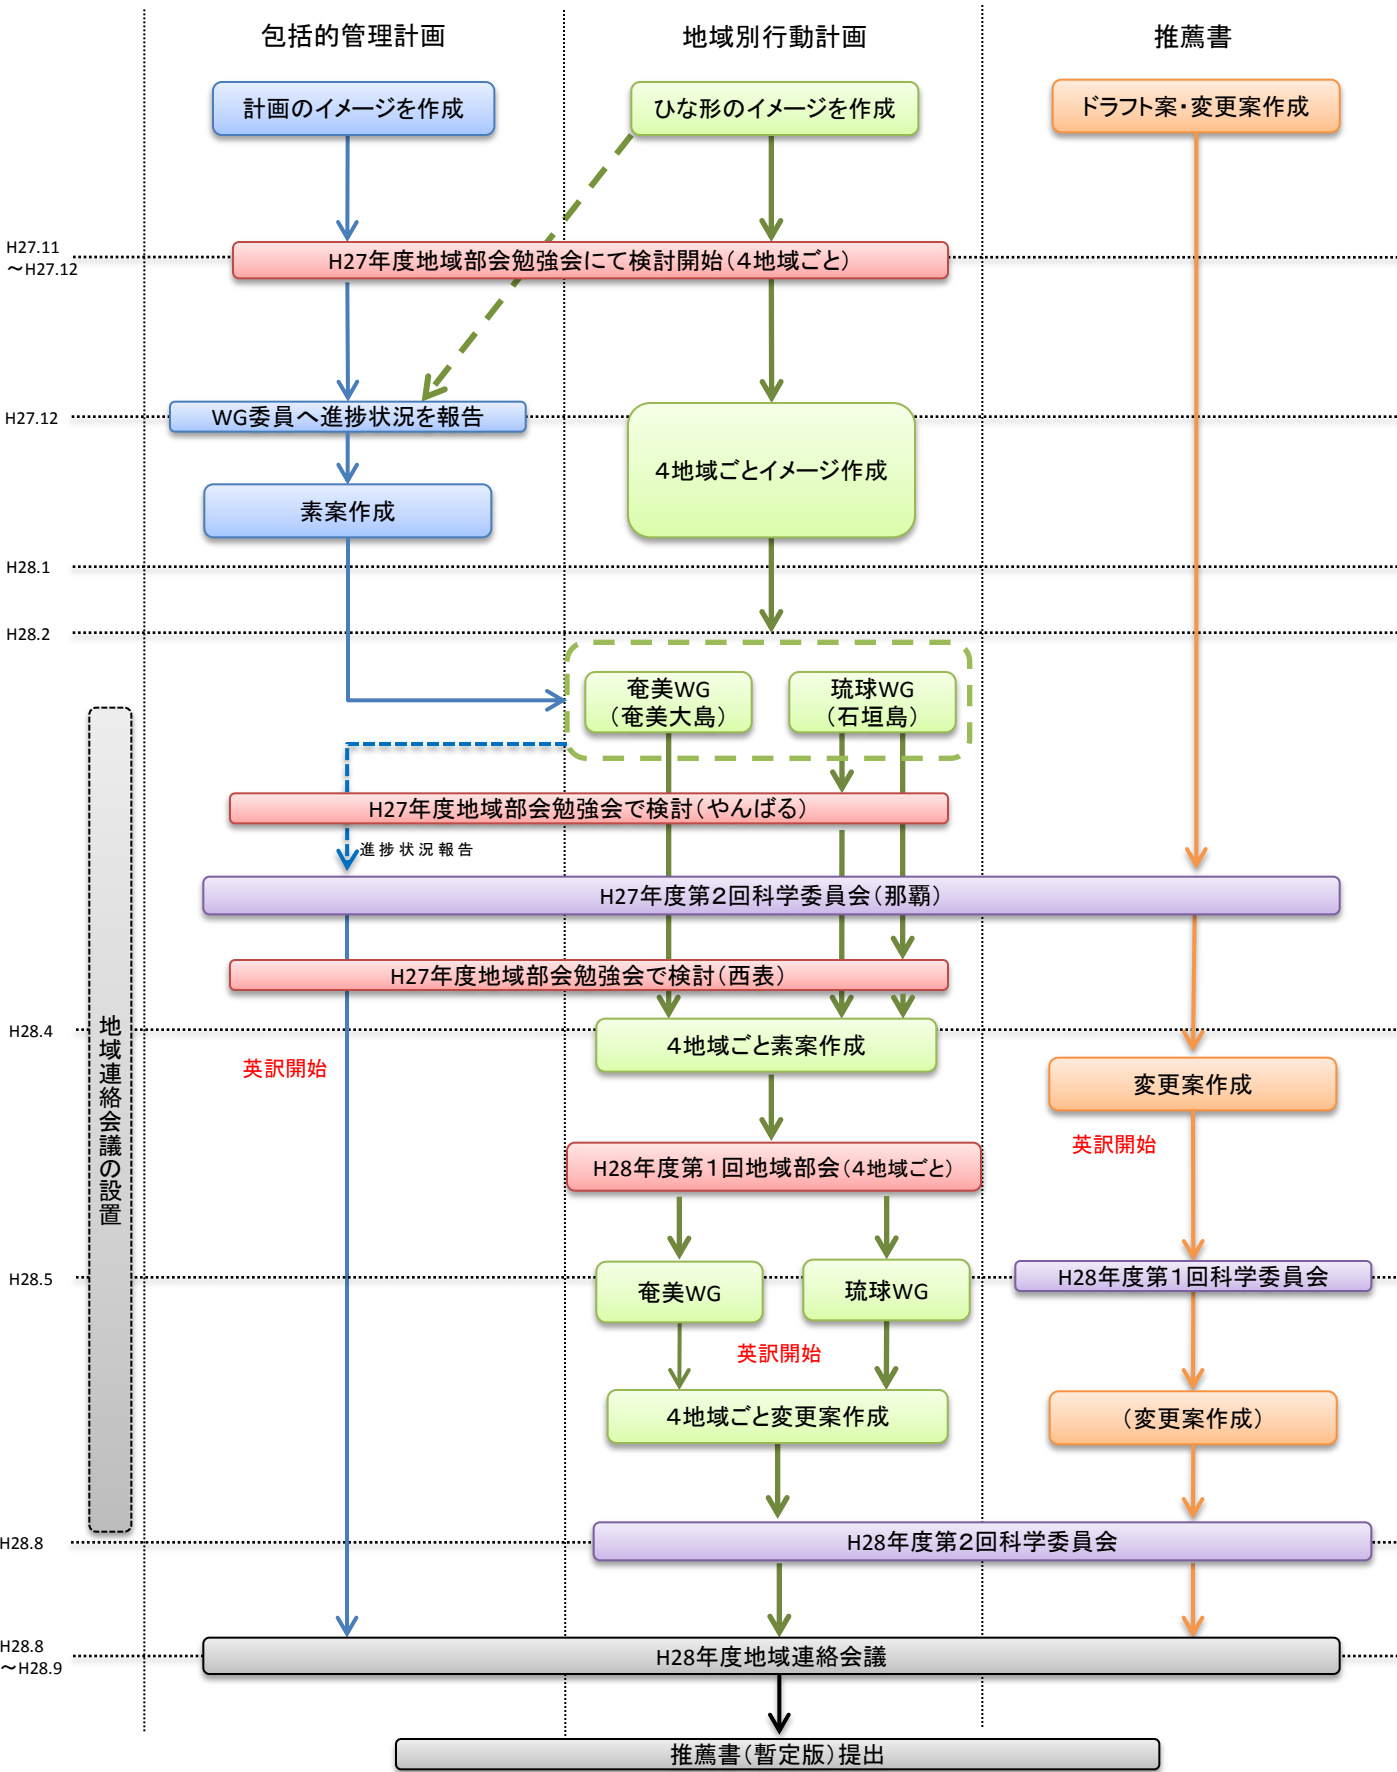 包括的管理計画
地域別行動計画
推薦書
計画のイメージを作成
ひな形のイメージを作成
ドラフト案・変更案作成
H27.11
～H27.12
H27年度地域部会勉強会にて検討開始（4地域ごと）
H27.12
WG委員へ進捗状況を報告
4地域ごとイメージ作成
素案作成
H28.1
H28.2
奄美WG
（奄美大島）
琉球WG
（石垣島）
H27年度地域部会勉強会で検討（やんばる）
進捗状況報告
H27年度第2回科学委員会（那覇）
H27年度地域部会勉強会で検討（西表）
H28.4
4地域ごと素案作成
英訳開始
変更案作成
地域連絡会議の設置
英訳開始
H28年度第1回地域部会（4地域ごと）
H28.5
奄美WG
琉球WG
H28年度第1回科学委員会
英訳開始
4地域ごと変更案作成
（変更案作成）
H28.8
H28年度第2回科学委員会
H28.8
～H28.9
H28年度地域連絡会議
推薦書（暫定版）提出